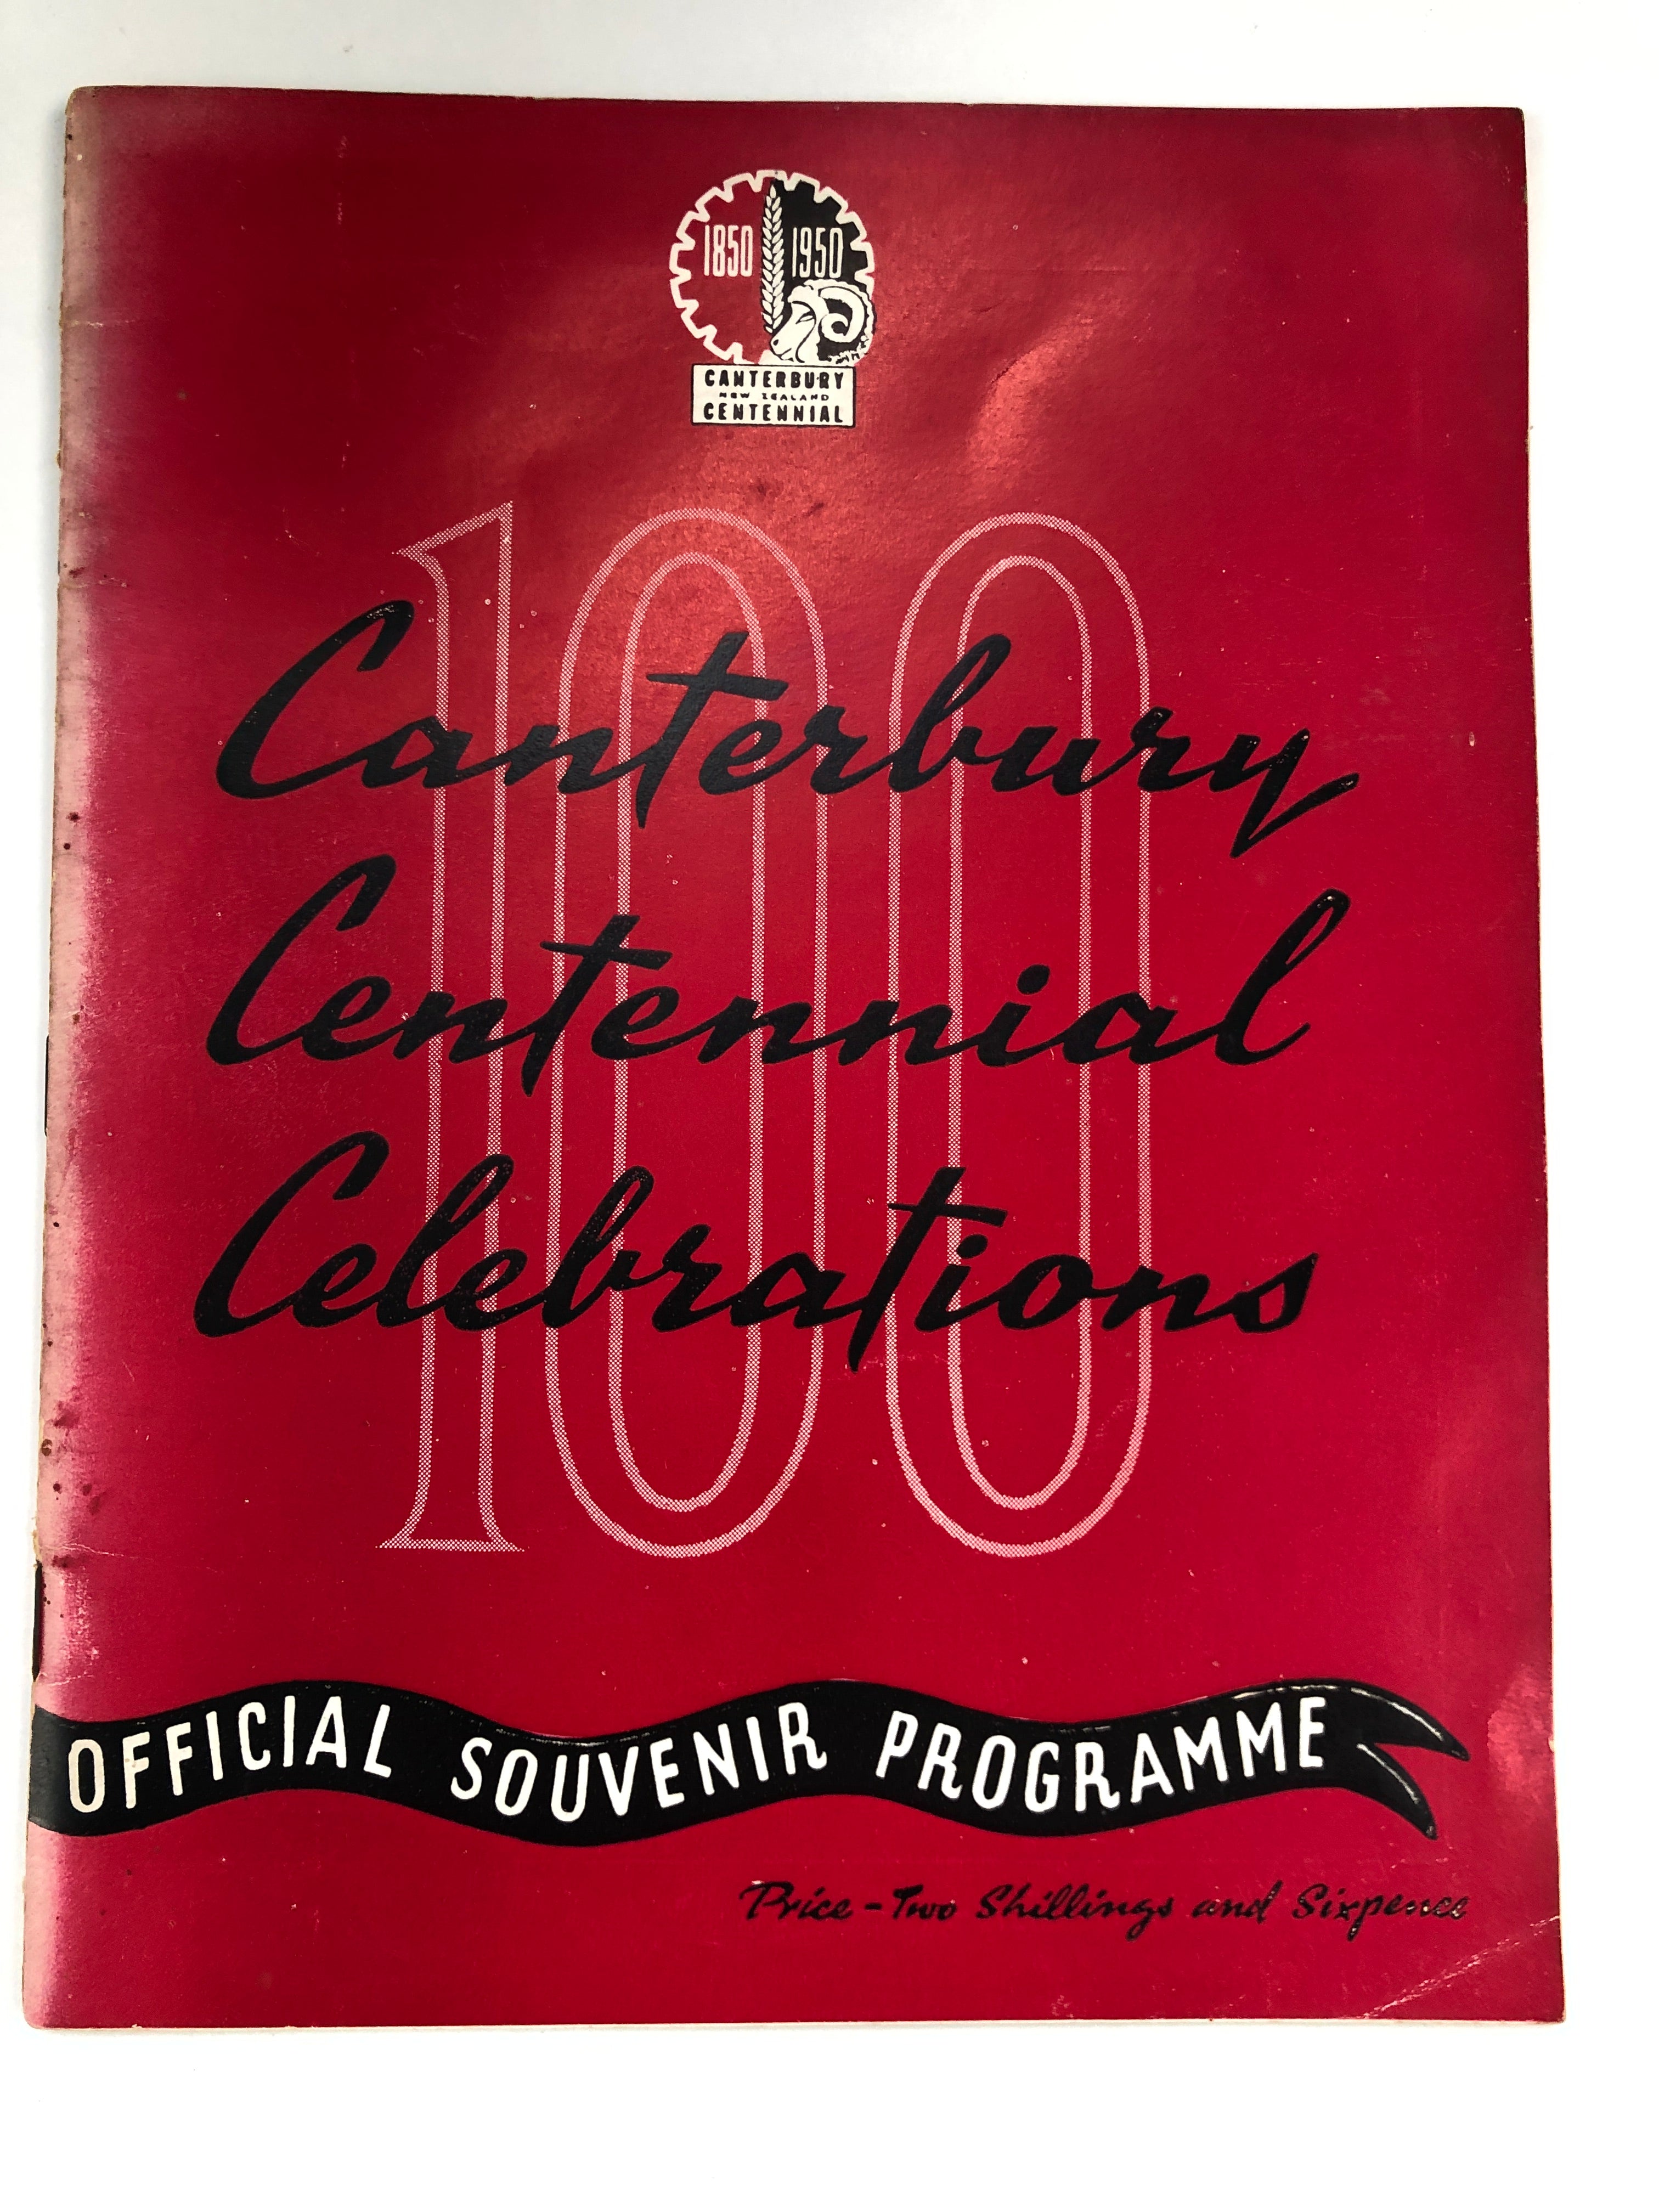 1850 1950
CANTERBURY
NEW ZEALAND
CENTENNIAL
100
Canterbury
Centennial
Celebrations
OFFICIAL SOUVENIR PROGRAMME
Price - Two Shillings and Sixpence